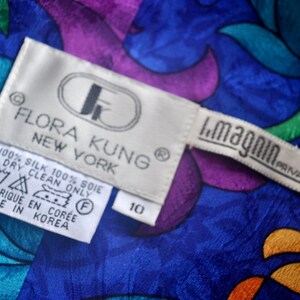 ©
FLORA KUNG ®
NEW YORK
I. magnin
10
100% SILK 100% SOIE
DRY CLEAN ONLY
F
RIQUE EN CORÉE
IN KOREA